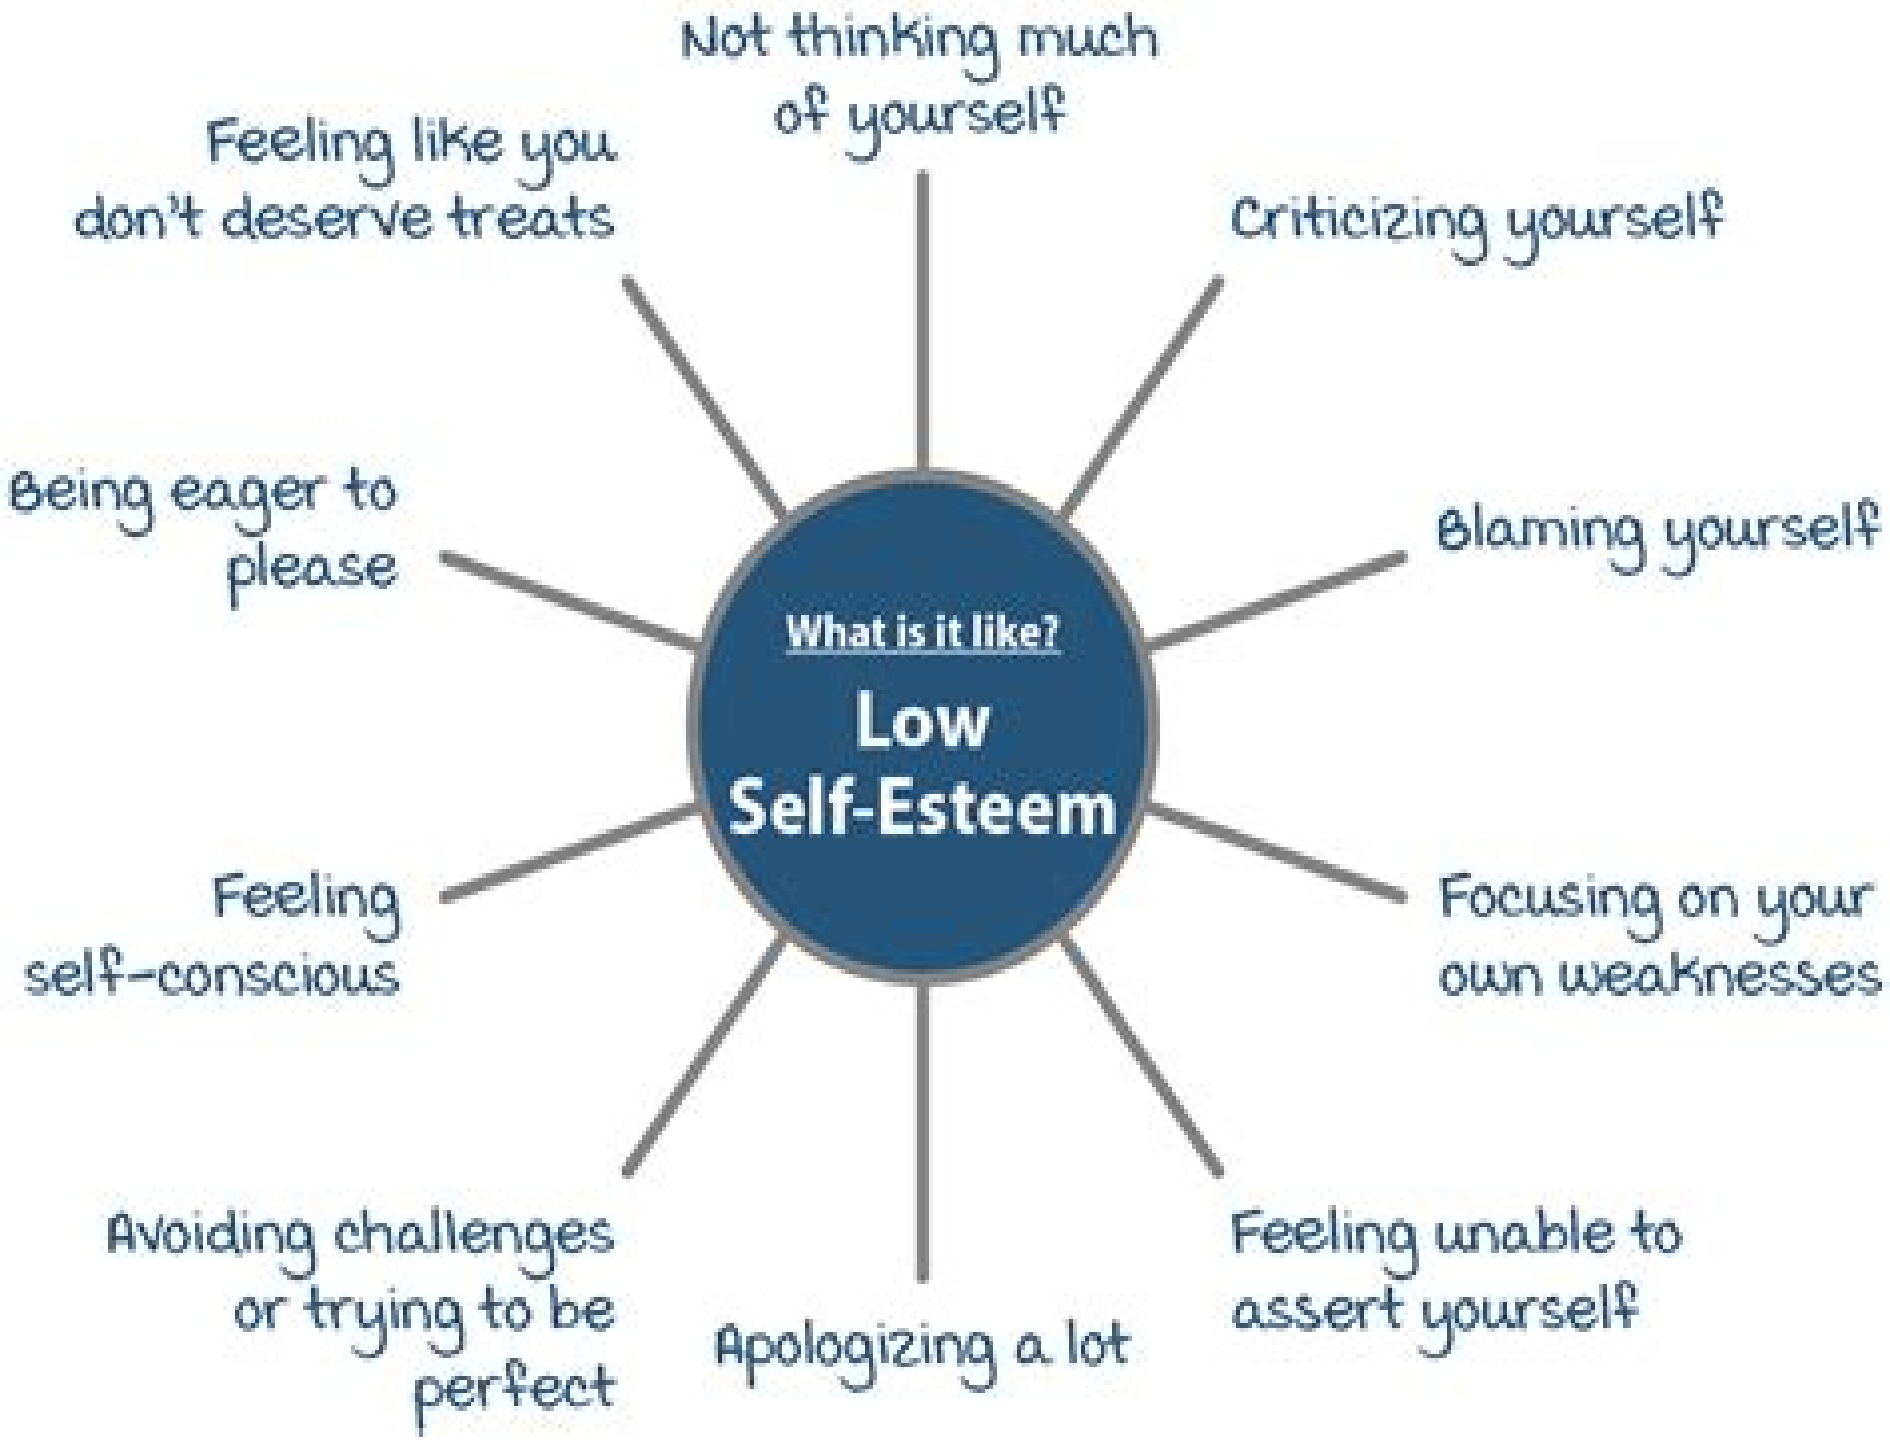 Not thinking much
of yourself
Criticizing yourself
Blaming yourself
Focusing on your
own weaknesses
Feeling unable to
assert yourself
Apologizing a lot
Avoiding challenges
or trying to be
perfect
Feeling
self-conscious
Being eager to
please
Feeling like you
don't deserve treats
What is it like?
Low
Self-Esteem